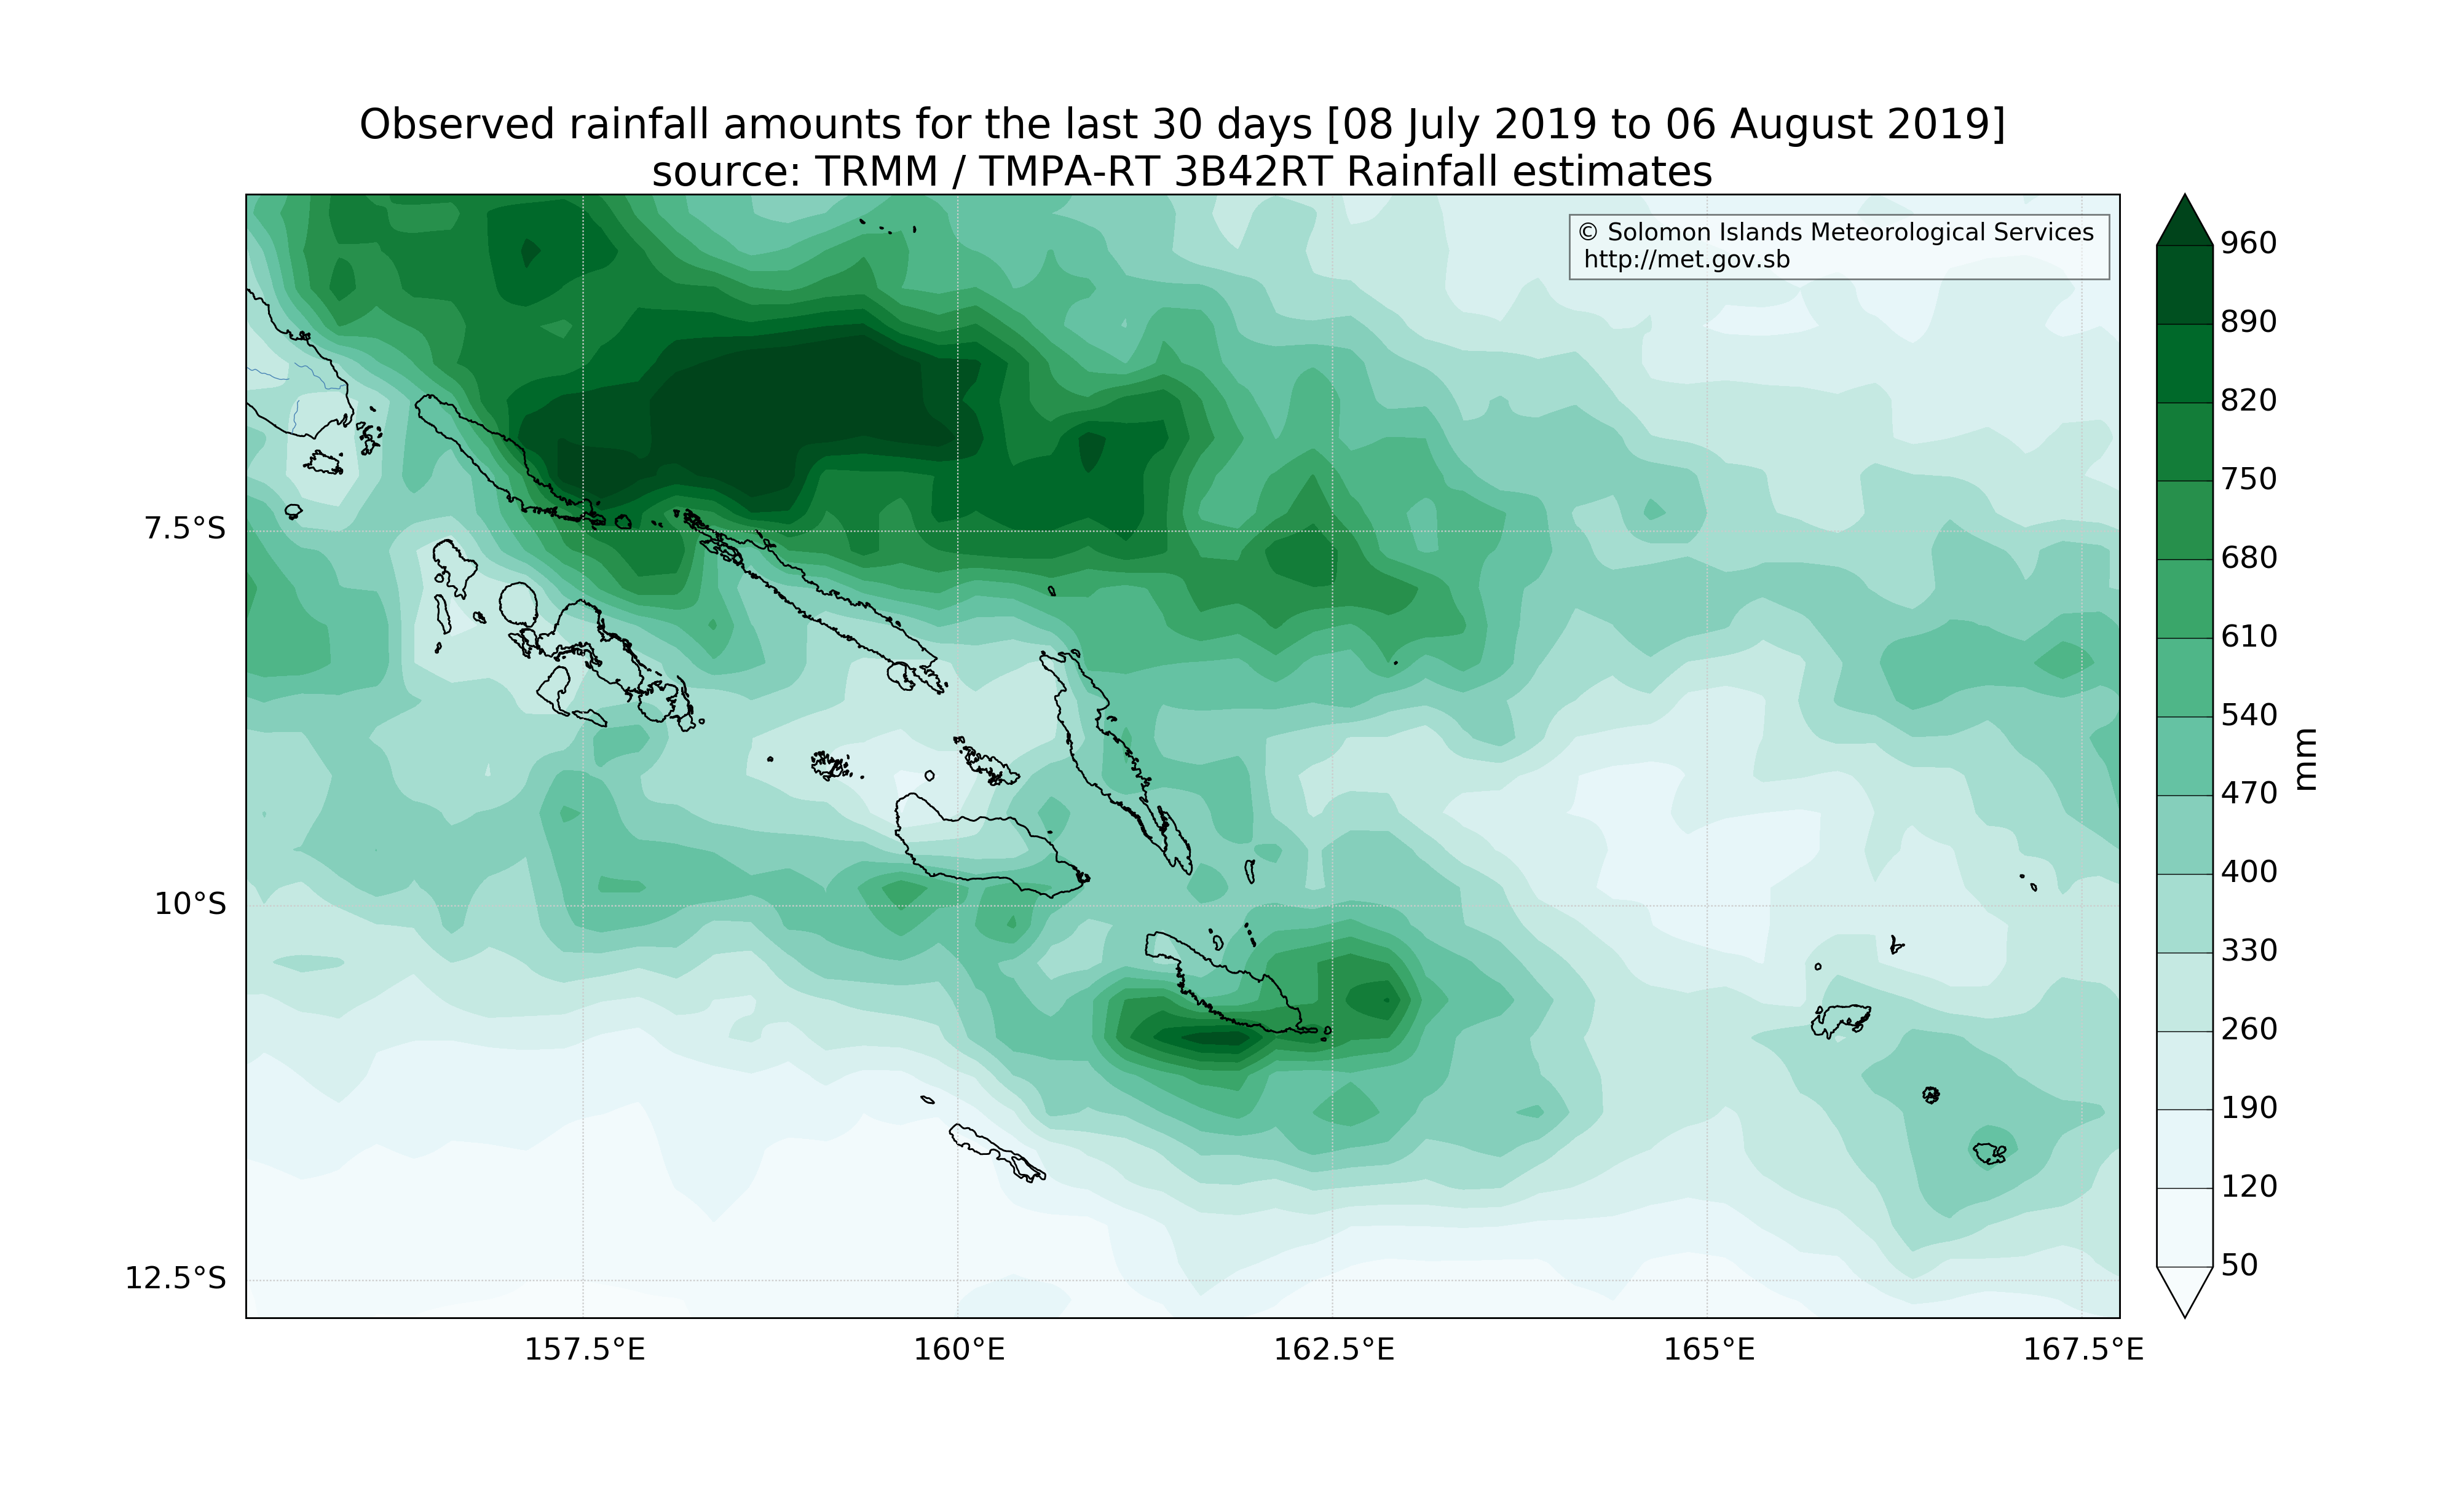 Observed rainfall amounts for the last 30 days [08 July 2019 to 06 August 2019]
source: TRMM / TMPA-RT 3B42RT Rainfall estimates
© Solomon Islands Meteorological Services
http://met.gov.sb
7.5°S
10°S
12.5°S
157.5°E
160°E
162.5°E
165°E
167.5°E
960
890
820
750
680
610
540
470
400
330
260
190
120
50
mm